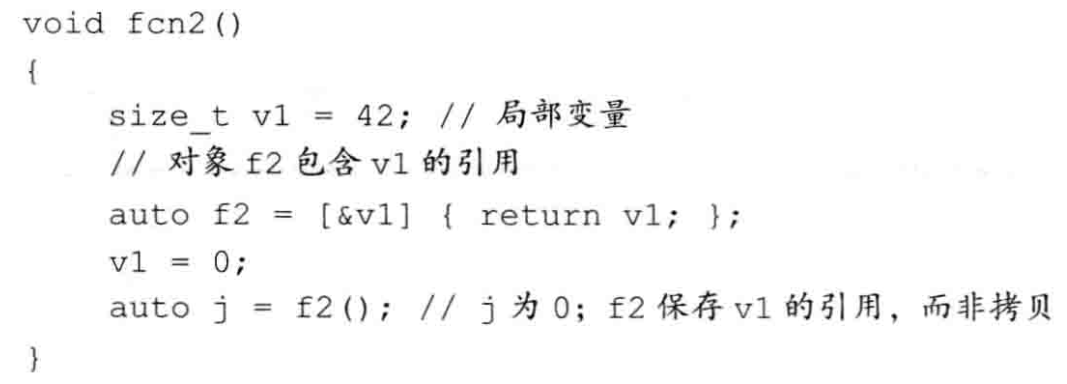 void fcn2()
{
    size_t v1 = 42; // 局部变量
    // 对象 f2 包含 v1 的引用
    auto f2 = [&v1] { return v1; };
    v1 = 0;
    auto j = f2(); // j 为 0; f2 保存 v1 的引用, 而非拷贝
}